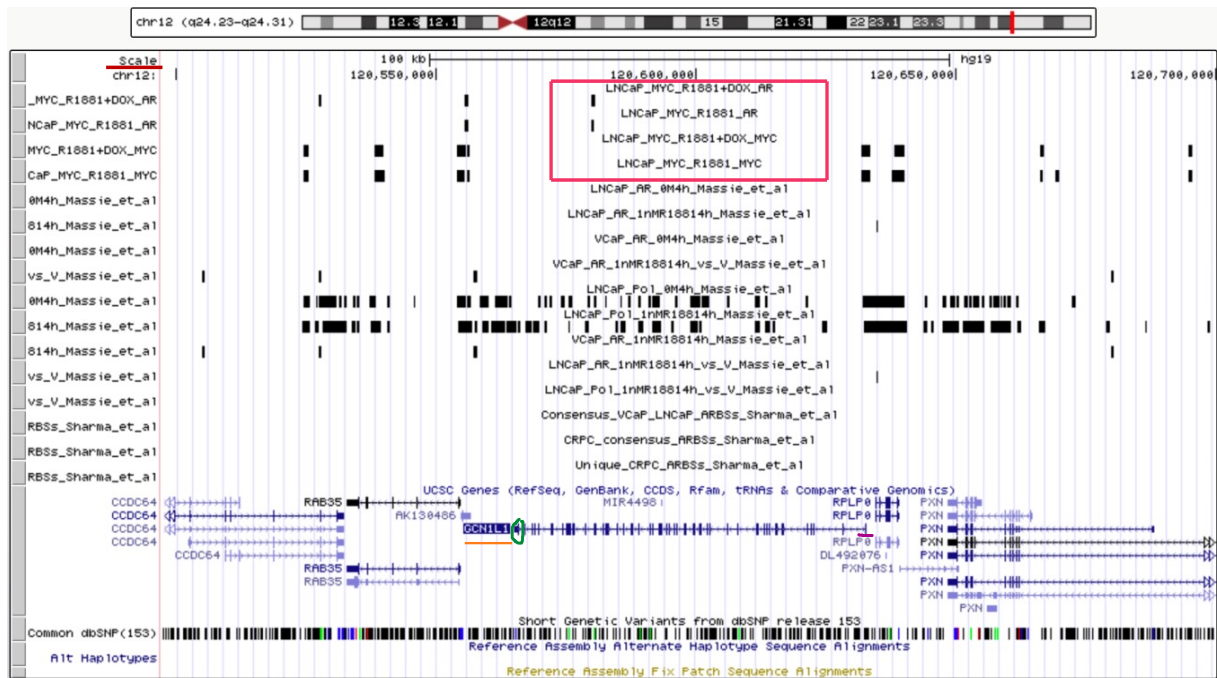 chr12 (q24.23-q24.31) 12.3 12.1 12q12 15 21.31 22 23.1 23.3
Scale 100 kb hg19
chr12: 120,550,000 120,600,000 120,650,000 120,700,000
LNCaP_MYC_R1881+DOX_AR
_MYC_R1881+DOX_AR
LNCaP_MYC_R1881_AR
NCaP_MYC_R1881_AR
LNCaP_MYC_R1881+DOX_MYC
MYC_R1881+DOX_MYC
LNCaP_MYC_R1881_MYC
CaP_MYC_R1881_MYC
LNCaP_AR_0M4h_Massie_et_al
0M4h_Massie_et_al
LNCaP_AR_1nMR18814h_Massie_et_al
814h_Massie_et_al
VCaP_AR_0M4h_Massie_et_al
0M4h_Massie_et_al
VCaP_AR_1nMR18814h_vs_V_Massie_et_al
vs_V_Massie_et_al
LNCaP_Pol_0M4h_Massie_et_al
0M4h_Massie_et_al
LNCaP_Pol_1nMR18814h_Massie_et_al
814h_Massie_et_al
VCaP_AR_1nMR18814h_Massie_et_al
814h_Massie_et_al
LNCaP_AR_1nMR18814h_vs_V_Massie_et_al
vs_V_Massie_et_al
LNCaP_Pol_1nMR18814h_vs_V_Massie_et_al
vs_V_Massie_et_al
Consensus_VCaP_LNCaP_ARBSs_Sharma_et_al
RBSs_Sharma_et_al
CRPC_consensus_ARBSs_Sharma_et_al
RBSs_Sharma_et_al
Unique_CRPC_ARBSs_Sharma_et_al
RBSs_Sharma_et_al
UCSC Genes (RefSeq, GenBank, CCDS, Rfam, tRNAs & Comparative Genomics)
CCDC64 RAB35 MIR4498 RPLP0 PXN
CCDC64 AK130486 RPLP0 PXN
CCDC64 GCN1L1 PXN
CCDC64 RPLP0 PXN
CCDC64 DL492076 PXN
RAB35 PXN-AS1
RAB35 PXN
PXN
PXN
Short Genetic Variants from dbSNP release 153
Common dbSNP(153)
Reference Assembly Alternate Haplotype Sequence Alignments
Alt Haplotypes
Reference Assembly Fix Patch Sequence Alignments